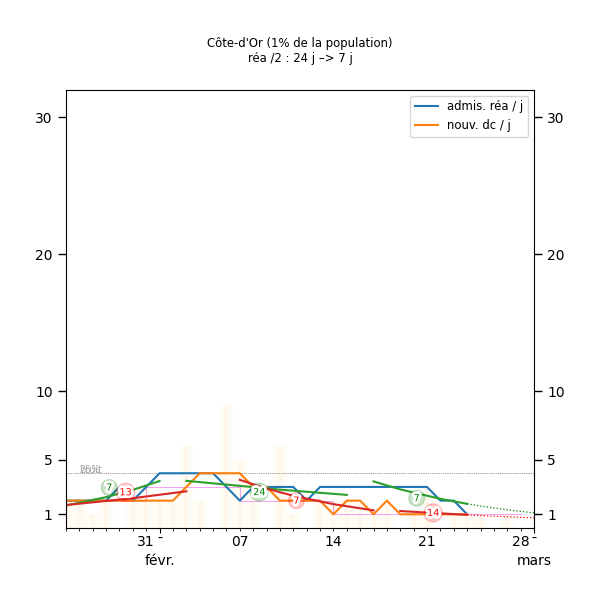 Côte-d'Or (1% de la population)
réa /2 : 24 j –> 7 j
admis. réa / j
nouv. dc / j
30 30
20 20
10 10
5 5
1 1
7 13 24 7 7 14
31 - 07 14 21 28 -
févr. mars